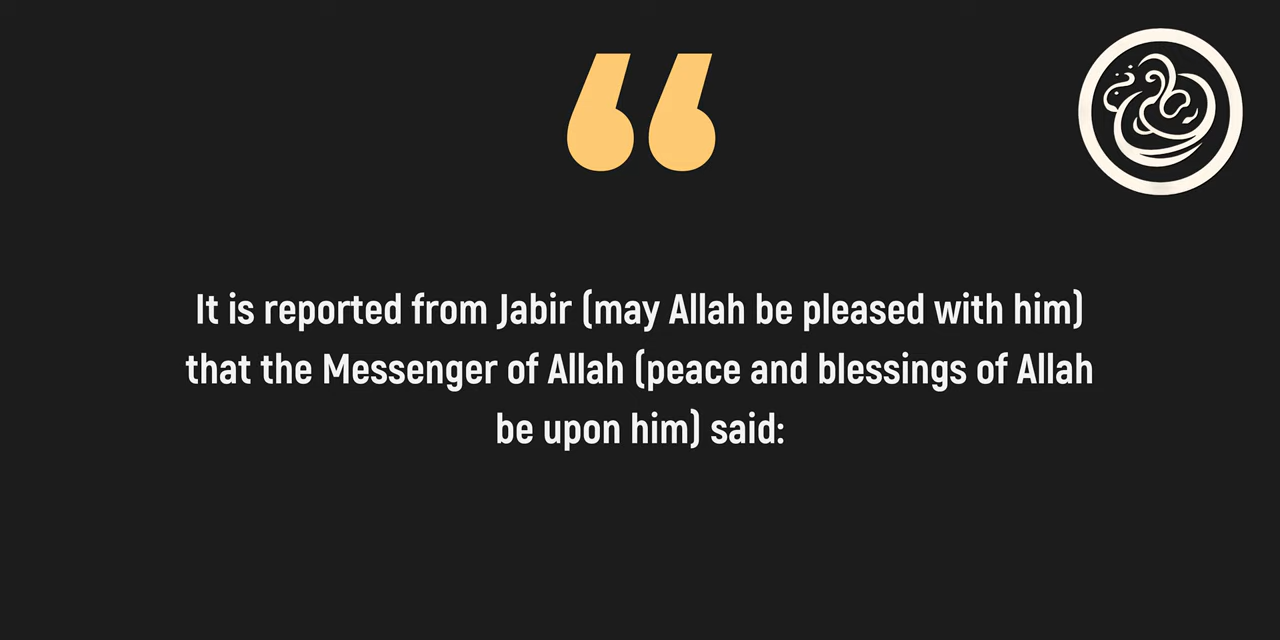 It is reported from Jabir (may Allah be pleased with him)
that the Messenger of Allah (peace and blessings of Allah
be upon him) said: